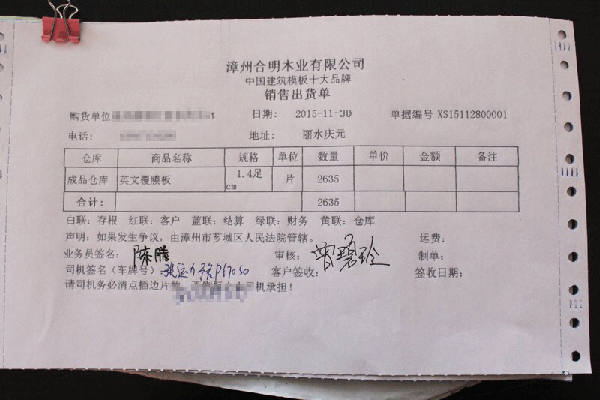 漳州合明木业有限公司
中国建筑模板十大品牌
销售出货单
购货单位 日期: 2015-11-30 单据编号 XS15112800001
电话: 地址: 丽水庆元
仓库 商品名称 规格 单位 数量 单价 金额 备注
成品仓库 英文覆膜板 1.4足cm 片 2635
合计: 2635
白联: 存根 红联: 客户 蓝联: 结算 绿联: 财务 黄联: 仓库
声明: 如果发生争议, 由漳州市芗城区人民法院管辖。 运费:
业务员签名: 陈腾 审核: 制单:
司机签名(车牌号) 客户签收: 签收日期:
请司机务必清点插边片数 司机承担!